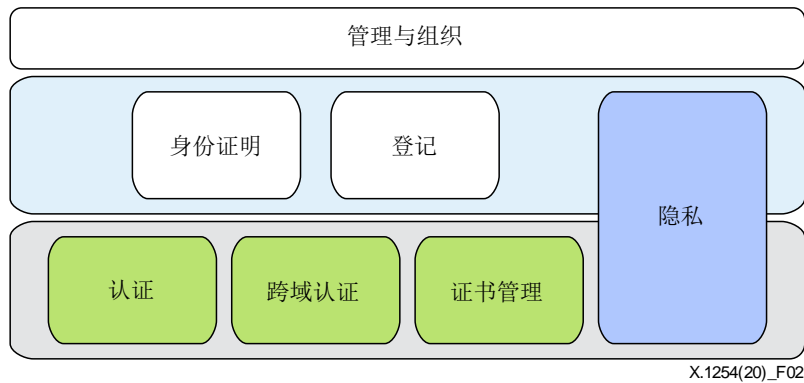 管理与组织
身份证明
登记
隐私
认证
跨域认证
证书管理
X.1254(20)_F02